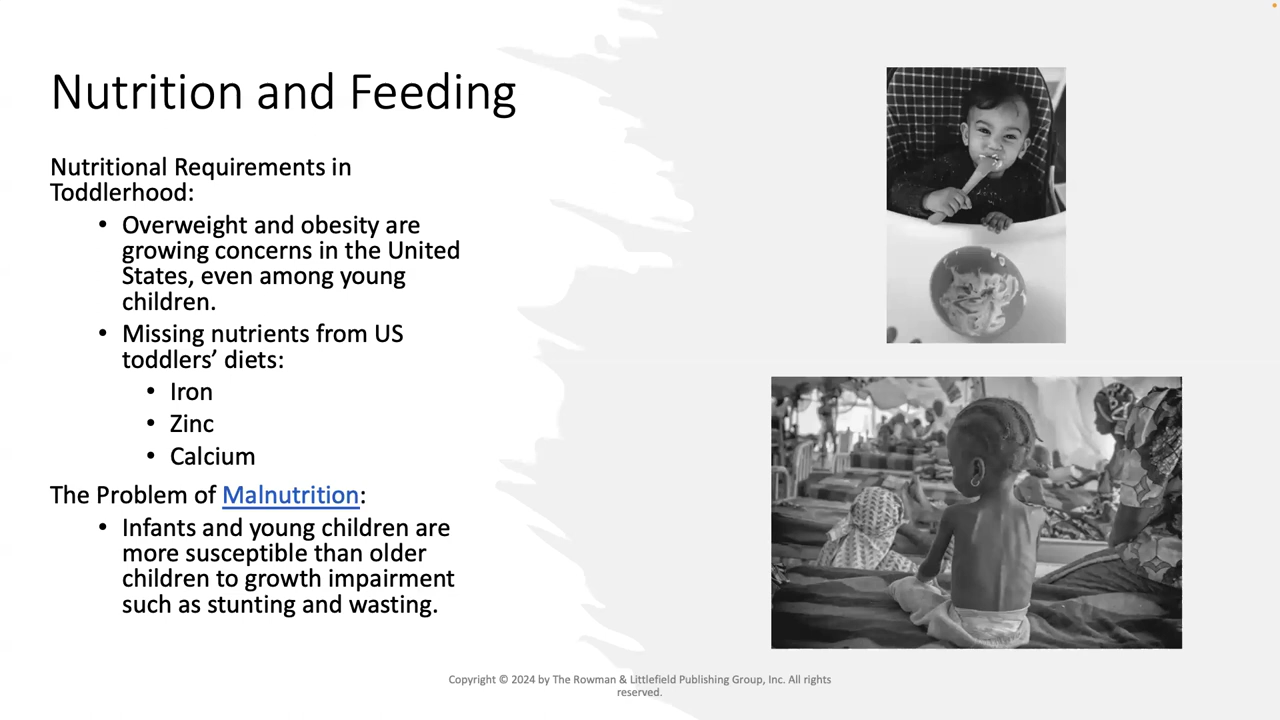 Nutrition and Feeding
Nutritional Requirements in
Toddlerhood:
• Overweight and obesity are
growing concerns in the United
States, even among young
children.
• Missing nutrients from US
toddlers’ diets:
• Iron
• Zinc
• Calcium
The Problem of Malnutrition:
• Infants and young children are
more susceptible than older
children to growth impairment
such as stunting and wasting.
Copyright © 2024 by The Rowman & Littlefield Publishing Group, Inc. All rights
reserved.